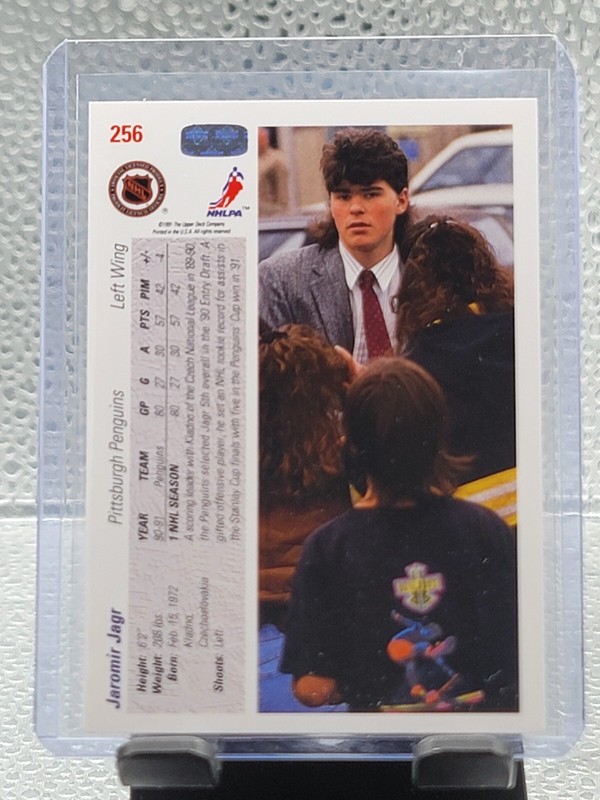 256
NHL
NHLPA
TM
©1991 The Upper Deck Company
Printed in the U.S.A. All rights reserved
Jaromir Jagr
Pittsburgh Penguins
Left Wing
Height: 6'2"
Weight: 208 lbs.
Born: Feb. 15, 1972
Kladno,
Czechoslovakia
Shoots: Left
YEAR TEAM GP G A PTS PIM +/-
90-91 Penguins 80 27 30 57 42 -4
1 NHL SEASON 80 27 30 57 42
A scoring leader with Kladno of the Czech National League in '89-90,
the Penguins selected Jagr 5th overall in the '90 Entry Draft. A
gifted offensive player, he set an NHL rookie record for assists in
the Stanley Cup finals with five in the Penguins' Cup win in '91.